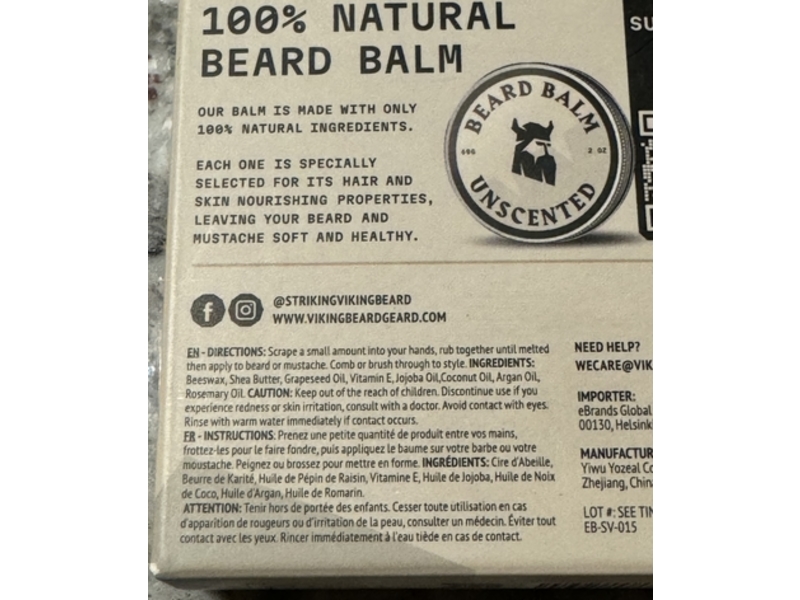 100% NATURAL
BEARD BALM
OUR BALM IS MADE WITH ONLY
100% NATURAL INGREDIENTS.
EACH ONE IS SPECIALLY
SELECTED FOR ITS HAIR AND
SKIN NOURISHING PROPERTIES,
LEAVING YOUR BEARD AND
MUSTACHE SOFT AND HEALTHY.
BEARD BALM
60G
2 OZ
UNSCENTED
SU
@STRIKINGVIKINGBEARD
WWW.VIKINGBEARDGEARD.COM
EN - DIRECTIONS: Scrape a small amount into your hands, rub together until melted
then apply to beard or mustache. Comb or brush through to style. INGREDIENTS:
Beeswax, Shea Butter, Grapeseed Oil, Vitamin E, Jojoba Oil,Coconut Oil, Argan Oil,
Rosemary Oil. CAUTION: Keep out of the reach of children. Discontinue use if you
experience redness or skin irritation, consult with a doctor. Avoid contact with eyes.
Rinse with warm water immediately if contact occurs.
FR - INSTRUCTIONS: Prenez une petite quantité de produit entre vos mains,
frottez-les pour le faire fondre, puis appliquez le baume sur votre barbe ou votre
moustache. Peignez ou brossez pour mettre en forme. INGRÉDIENTS: Cire d'Abeille,
Beurre de Karité, Huile de Pépin de Raisin, Vitamine E, Huile de Jojoba, Huile de Noix
de Coco, Huile d'Argan, Huile de Romarin.
ATTENTION: Tenir hors de portée des enfants. Cesser toute utilisation en cas
d'apparition de rougeurs ou d'irritation de la peau, consulter un médecin. Éviter tout
contact avec les yeux. Rincer immédiatement à l'eau tiède en cas de contact.
NEED HELP?
WECARE@VIK
IMPORTER:
eBrands Global
00130, Helsink
MANUFACTUR
Yiwu Yozeal Co
Zhejiang, Chin
LOT #: SEE TIN
EB-SV-015